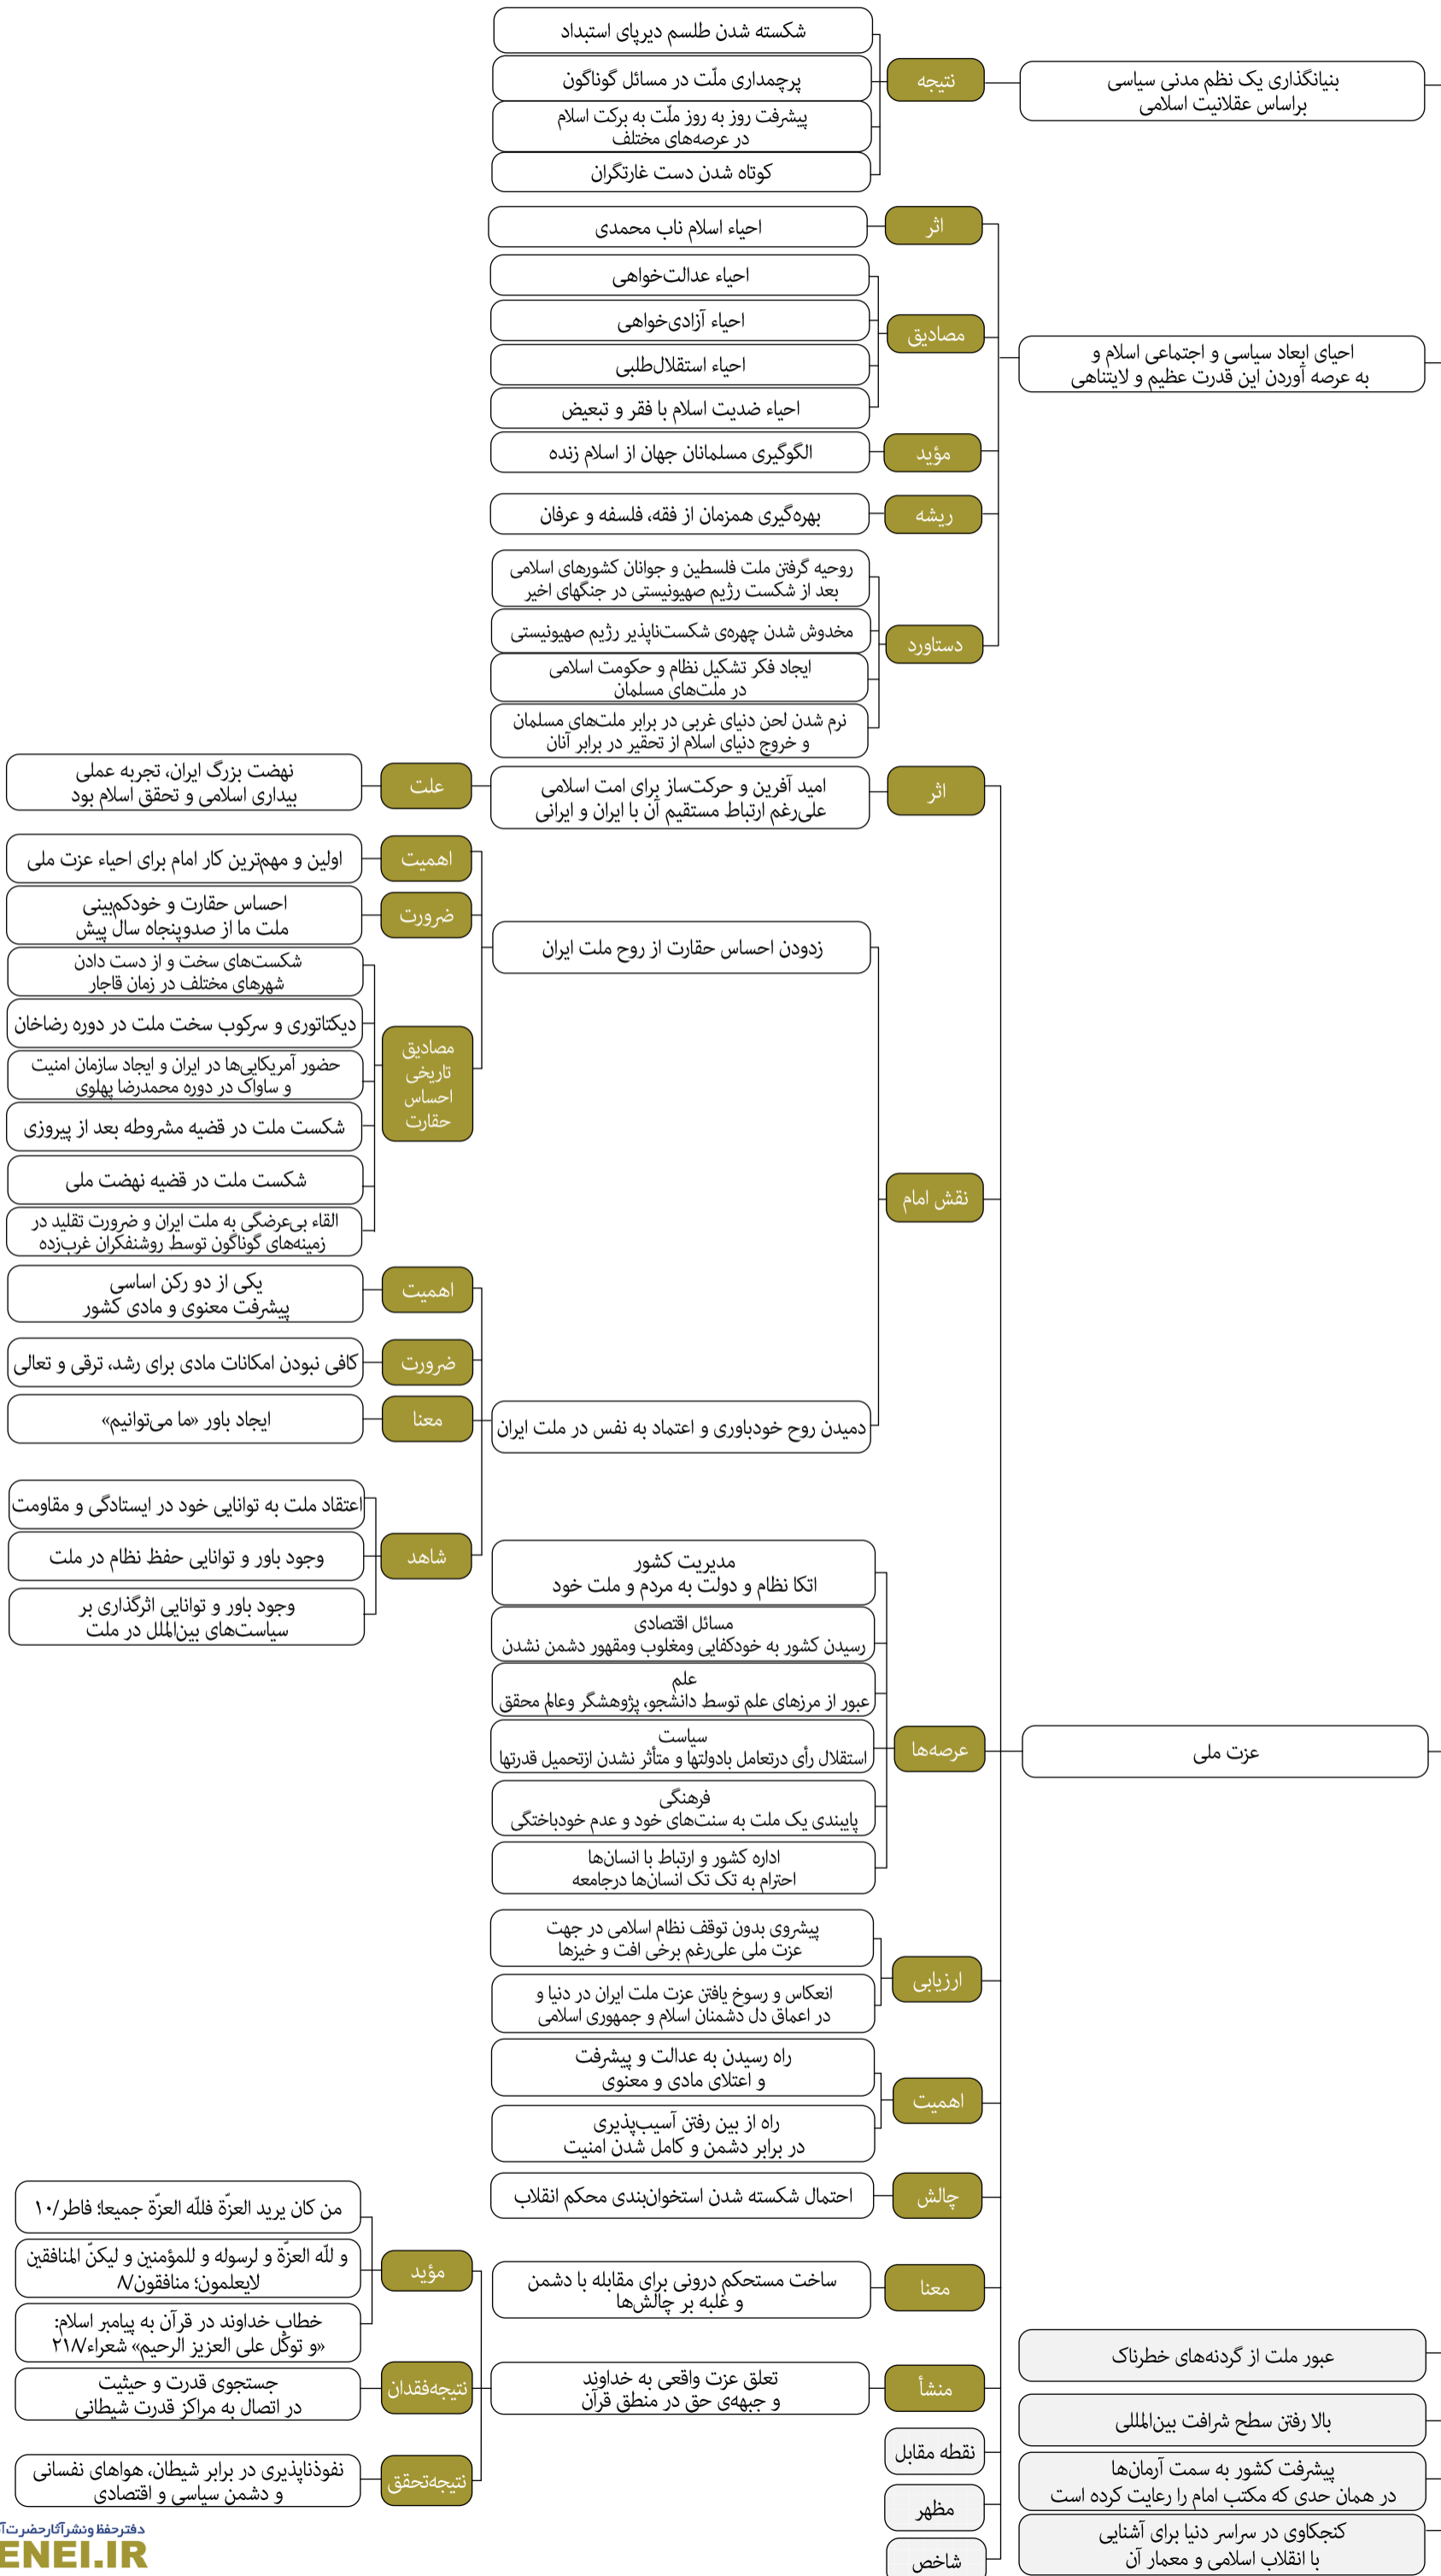 بنیانگذاری یک نظم مدنی سیاسی
براساس عقلانیت اسلامی
نتیجه
شکسته شدن طلسم دیرپای استبداد
پرچمداری ملّت در مسائل گوناگون
پیشرفت روز به روز ملّت به برکت اسلام
در عرصه‌های مختلف
کوتاه شدن دست غارتگران
احیای ابعاد سیاسی و اجتماعی اسلام و
به عرصه آوردن این قدرت عظیم و لایتناهی
اثر
احیاء اسلام ناب محمدی
مصادیق
احیاء عدالت‌خواهی
احیاء آزادی‌خواهی
احیاء استقلال‌طلبی
احیاء ضدیت اسلام با فقر و تبعیض
مؤید
الگوگیری مسلمانان جهان از اسلام زنده
ریشه
بهره‌گیری همزمان از فقه، فلسفه و عرفان
دستاورد
روحیه گرفتن ملت فلسطین و جوانان کشورهای اسلامی
بعد از شکست رژیم صهیونیستی در جنگهای اخیر
مخدوش شدن چهره‌ی شکست‌ناپذیر رژیم صهیونیستی
ایجاد فکر تشکیل نظام و حکومت اسلامی
در ملت‌های مسلمان
نرم شدن لحن دنیای غربی در برابر ملت‌های مسلمان
و خروج دنیای اسلام از تحقیر در برابر آنان
عزت ملی
اثر
امید آفرین و حرکت‌ساز برای امت اسلامی
علی‌رغم ارتباط مستقیم آن با ایران و ایرانی
علت
نهضت بزرگ ایران، تجربه عملی
بیداری اسلامی و تحقق اسلام بود
نقش امام
زدودن احساس حقارت از روح ملت ایران
اهمیت
اولین و مهم‌ترین کار امام برای احیاء عزت ملی
ضرورت
احساس حقارت و خودکم‌بینی
ملت ما از صدوپنجاه سال پیش
مصادیق
تاریخی
احساس
حقارت
شکست‌های سخت و از دست دادن
شهرهای مختلف در زمان قاجار
دیکتاتوری و سرکوب سخت ملت در دوره رضاخان
حضور آمریکایی‌ها در ایران و ایجاد سازمان امنیت
و ساواک در دوره محمدرضا پهلوی
شکست ملت در قضیه مشروطه بعد از پیروزی
شکست ملت در قضیه نهضت ملی
القاء بی‌عرضگی به ملت ایران و ضرورت تقلید در
زمینه‌های گوناگون توسط روشنفکران غرب‌زده
دمیدن روح خودباوری و اعتماد به نفس در ملت ایران
اهمیت
یکی از دو رکن اساسی
پیشرفت معنوی و مادی کشور
ضرورت
کافی نبودن امکانات مادی برای رشد، ترقی و تعالی
معنا
ایجاد باور «ما می‌توانیم»
شاهد
اعتقاد ملت به توانایی خود در ایستادگی و مقاومت
وجود باور و توانایی حفظ نظام در ملت
وجود باور و توانایی اثرگذاری بر
سیاست‌های بین‌الملل در ملت
عرصه‌ها
مدیریت کشور
اتکا نظام و دولت به مردم و ملت خود
مسائل اقتصادی
رسیدن کشور به خودکفایی ومغلوب ومقهور دشمن نشدن
علم
عبور از مرزهای علم توسط دانشجو، پژوهشگر وعالم محقق
سیاست
استقلال رأی درتعامل بادولتها و متأثر نشدن ازتحمیل قدرتها
فرهنگی
پایبندی یک ملت به سنت‌های خود و عدم خودباختگی
اداره کشور و ارتباط با انسان‌ها
احترام به تک تک انسان‌ها درجامعه
ارزیابی
پیشروی بدون توقف نظام اسلامی در جهت
عزت ملی علی‌رغم برخی افت و خیزها
انعکاس و رسوخ یافتن عزت ملت ایران در دنیا و
در اعماق دل دشمنان اسلام و جمهوری اسلامی
اهمیت
راه رسیدن به عدالت و پیشرفت
و اعتلای مادی و معنوی
راه از بین رفتن آسیب‌پذیری
در برابر دشمن و کامل شدن امنیت
چالش
احتمال شکسته شدن استخوان‌بندی محکم انقلاب
معنا
ساخت مستحکم درونی برای مقابله با دشمن
و غلبه بر چالش‌ها
منشأ
تعلق عزت واقعی به خداوند
و جبهه‌ی حق در منطق قرآن
مؤید
من کان یرید العزّة فللّه العزّة جمیعا؛ فاطر/۱۰
و للّه العزّة و لرسوله و للمؤمنین و لیکنّ المنافقین
لایعلمون؛ منافقون/۸
خطاب خداوند در قرآن به پیامبر اسلام:
«و توکّل علی العزیز الرحیم» شعراء/۲۱۸
نتیجه‌فقدان
جستجوی قدرت و حیثیت
در اتصال به مراکز قدرت شیطانی
نتیجه‌تحقق
نفوذناپذیری در برابر شیطان، هواهای نفسانی
و دشمن سیاسی و اقتصادی
نقطه مقابل
مظهر
شاخص
عبور ملت از گردنه‌های خطرناک
بالا رفتن سطح شرافت بین‌المللی
پیشرفت کشور به سمت آرمان‌ها
در همان حدی که مکتب امام را رعایت کرده است
کنجکاوی در سراسر دنیا برای آشنایی
با انقلاب اسلامی و معمار آن
دفترحفظ ونشرآثارحضرت آ
ENEI.IR